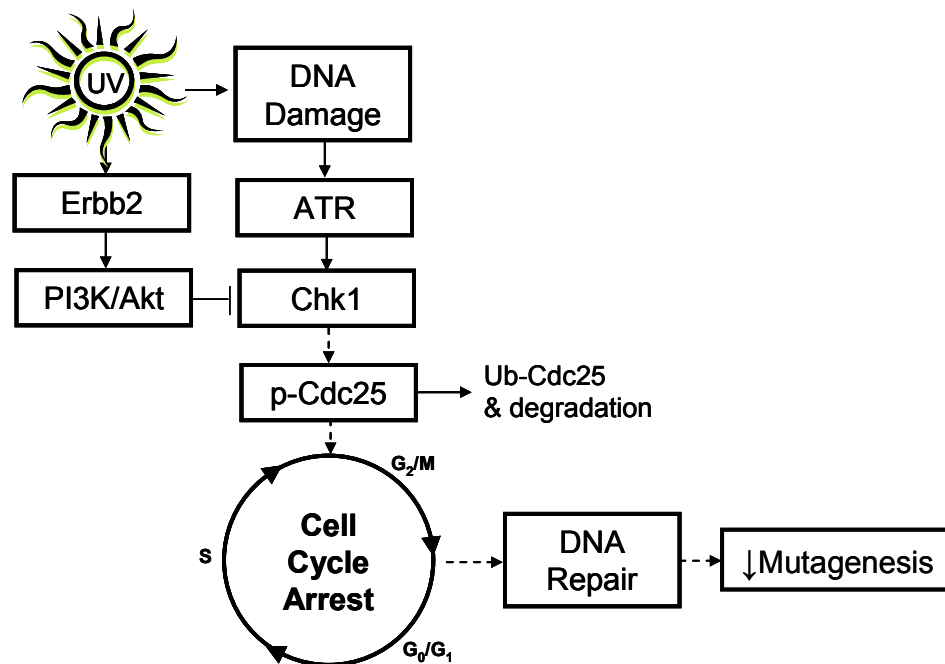 UV
DNA
Damage
Erbb2
ATR
PI3K/Akt
Chk1
p-Cdc25
Ub-Cdc25
& degradation
G₂/M
Cell
Cycle
Arrest
S
G₀/G₁
DNA
Repair
↓Mutagenesis